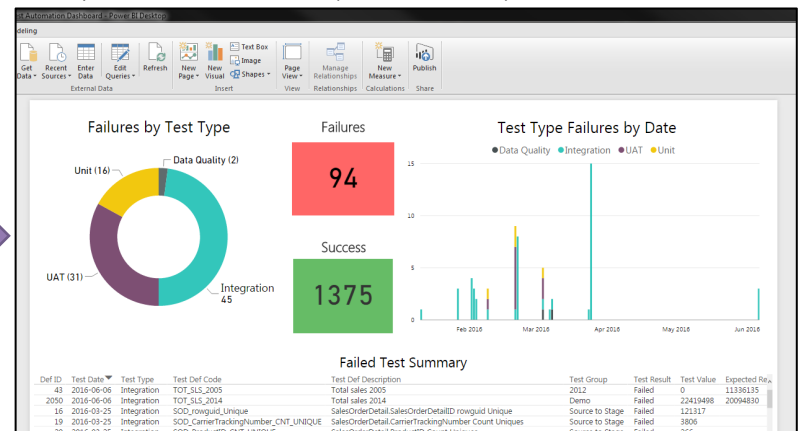 st Automation Dashboard - Power BI Desktop
deling
Get Data
Recent Sources
Enter Data
Edit Queries
Refresh
New Page
New Visual
Text Box
Image
Shapes
Page View
Manage Relationships
New Measure
Publish
External Data
Insert
View
Relationships
Calculations
Share
Failures by Test Type
Data Quality (2)
Unit (16)
UAT (31)
Integration
45
Failures
94
Success
1375
Test Type Failures by Date
Data Quality Integration UAT Unit
15
10
5
0
Feb 2016 Mar 2016 Apr 2016 May 2016 Jun 2016
Failed Test Summary
Def ID Test Date Test Type Test Def Code Test Def Description Test Group Test Result Test Value Expected Re
43 2016-06-06 Integration TOT_SLS_2005 Total sales 2005 2012 Failed 0 11336135
2050 2016-06-06 Integration TOT_SLS_2014 Total sales 2014 Demo Failed 22419498 20094830
16 2016-03-25 Integration SOD_rowguid_Unique SalesOrderDetail.SalesOrderDetailID rowguid Unique Source to Stage Failed 121317
19 2016-03-25 Integration SOD_CarrierTrackingNumber_CNT_UNIQUE SalesOrderDetail.CarrierTrackingNumber Count Uniques Source to Stage Failed 3806